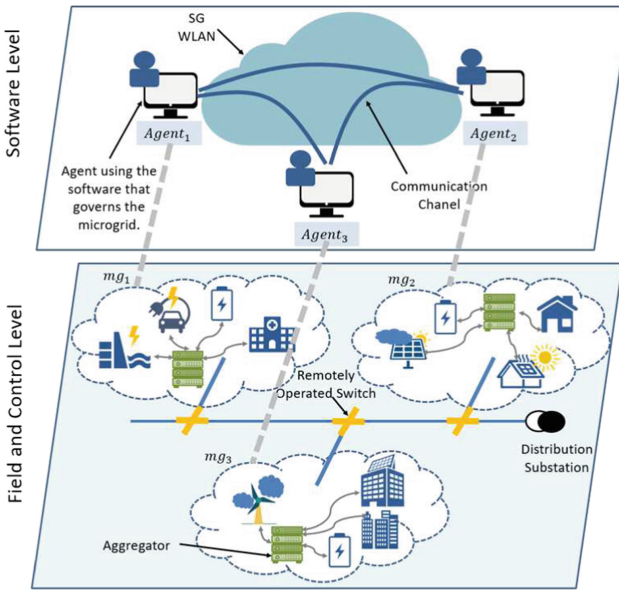 Software Level
SG
WLAN
Agent₁
Agent₂
Agent using the
software that
governs the
microgrid.
Communication
Chanel
Agent₃
Field and Control Level
mg₁
mg₂
Remotely
Operated Switch
Distribution
Substation
mg₃
Aggregator